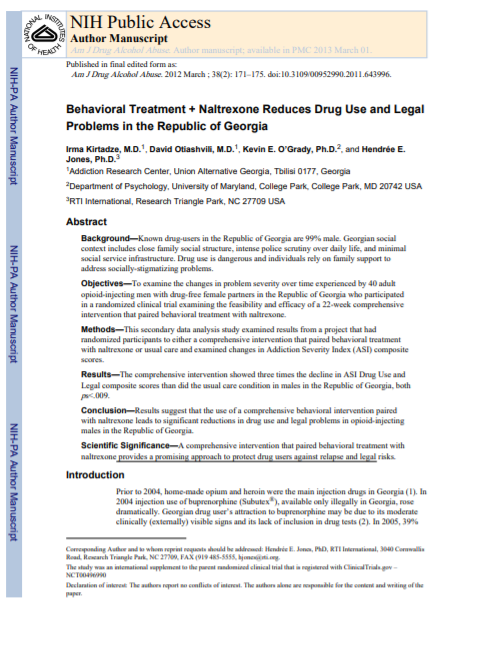 NATIONAL INSTITUTES OF HEALTH
NIH Public Access
Author Manuscript
Am J Drug Alcohol Abuse. Author manuscript; available in PMC 2013 March 01.
Published in final edited form as:
Am J Drug Alcohol Abuse. 2012 March ; 38(2): 171–175. doi:10.3109/00952990.2011.643996.
Behavioral Treatment + Naltrexone Reduces Drug Use and Legal
Problems in the Republic of Georgia
Irma Kirtadze, M.D.1, David Otiashvili, M.D.1, Kevin E. O'Grady, Ph.D.2, and Hendrée E.
Jones, Ph.D.3
1Addiction Research Center, Union Alternative Georgia, Tbilisi 0177, Georgia
2Department of Psychology, University of Maryland, College Park, College Park, MD 20742 USA
3RTI International, Research Triangle Park, NC 27709 USA
Abstract
Background—Known drug-users in the Republic of Georgia are 99% male. Georgian social
context includes close family social structure, intense police scrutiny over daily life, and minimal
social service infrastructure. Drug use is dangerous and individuals rely on family support to
address socially-stigmatizing problems.
Objectives—To examine the changes in problem severity over time experienced by 40 adult
opioid-injecting men with drug-free female partners in the Republic of Georgia who participated
in a randomized clinical trial examining the feasibility and efficacy of a 22-week comprehensive
intervention that paired behavioral treatment with naltrexone.
Methods—This secondary data analysis study examined results from a project that had
randomized participants to either a comprehensive intervention that paired behavioral treatment
with naltrexone or usual care and examined changes in Addiction Severity Index (ASI) composite
scores.
Results—The comprehensive intervention showed three times the decline in ASI Drug Use and
Legal composite scores than did the usual care condition in males in the Republic of Georgia, both
ps<.009.
Conclusion—Results suggest that the use of a comprehensive behavioral intervention paired
with naltrexone leads to significant reductions in drug use and legal problems in opioid-injecting
males in the Republic of Georgia.
Scientific Significance—A comprehensive intervention that paired behavioral treatment with
naltrexone provides a promising approach to protect drug users against relapse and legal risks.
Introduction
Prior to 2004, home-made opium and heroin were the main injection drugs in Georgia (1). In
2004 injection use of buprenorphine (Subutex®), available only illegally in Georgia, rose
dramatically. Georgian drug user's attraction to buprenorphine may be due to its moderate
clinically (externally) visible signs and its lack of inclusion in drug tests (2). In 2005, 39%
Corresponding Author and to whom reprint requests should be addressed: Hendrée E. Jones, PhD, RTI International, 3040 Cornwallis
Road, Research Triangle Park, NC 27709, FAX (919 485-5555, hjones@rti.org.
The study was an international supplement to the parent randomized clinical trial that is registered with ClinicalTrials.gov –
NCT00496990
Declaration of interest: The authors report no conflicts of interest. The authors alone are responsible for the content and writing of the
paper.
NIH-PA Author Manuscript
NIH-PA Author Manuscript
NIH-PA Author Manuscript